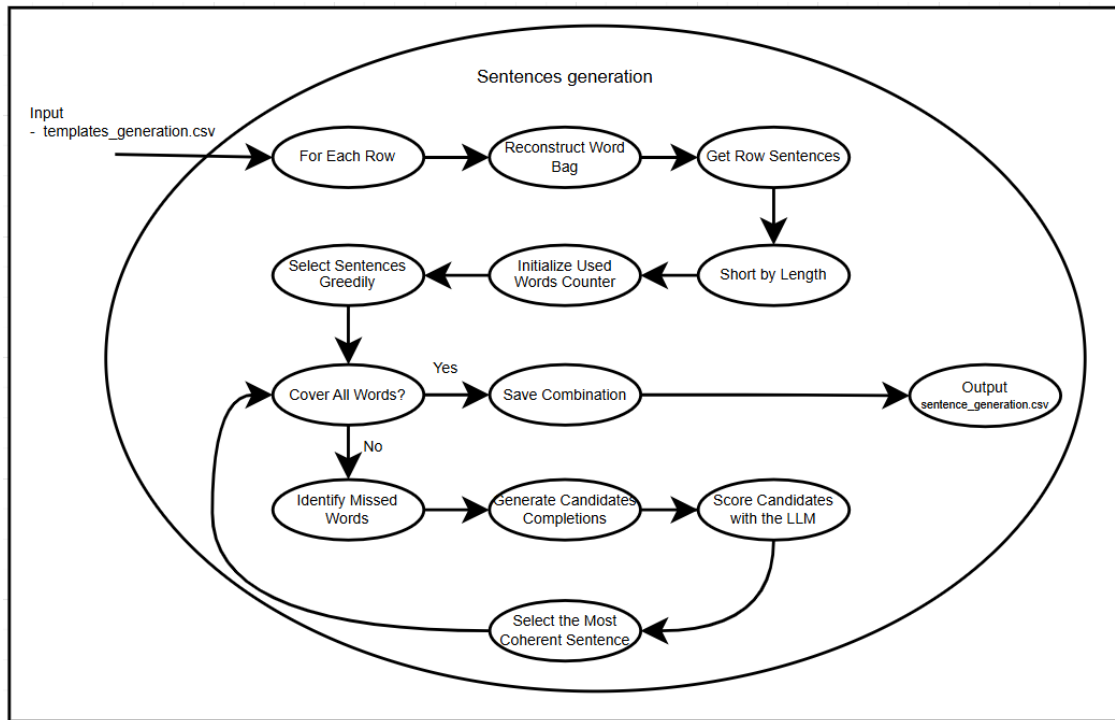 Sentences generation
Input
- templates_generation.csv
For Each Row
Reconstruct Word
Bag
Get Row Sentences
Select Sentences
Greedily
Initialize Used
Words Counter
Short by Length
Cover All Words?
Yes
Save Combination
Output
sentence_generation.csv
No
Identify Missed
Words
Generate Candidates
Completions
Score Candidates
with the LLM
Select the Most
Coherent Sentence